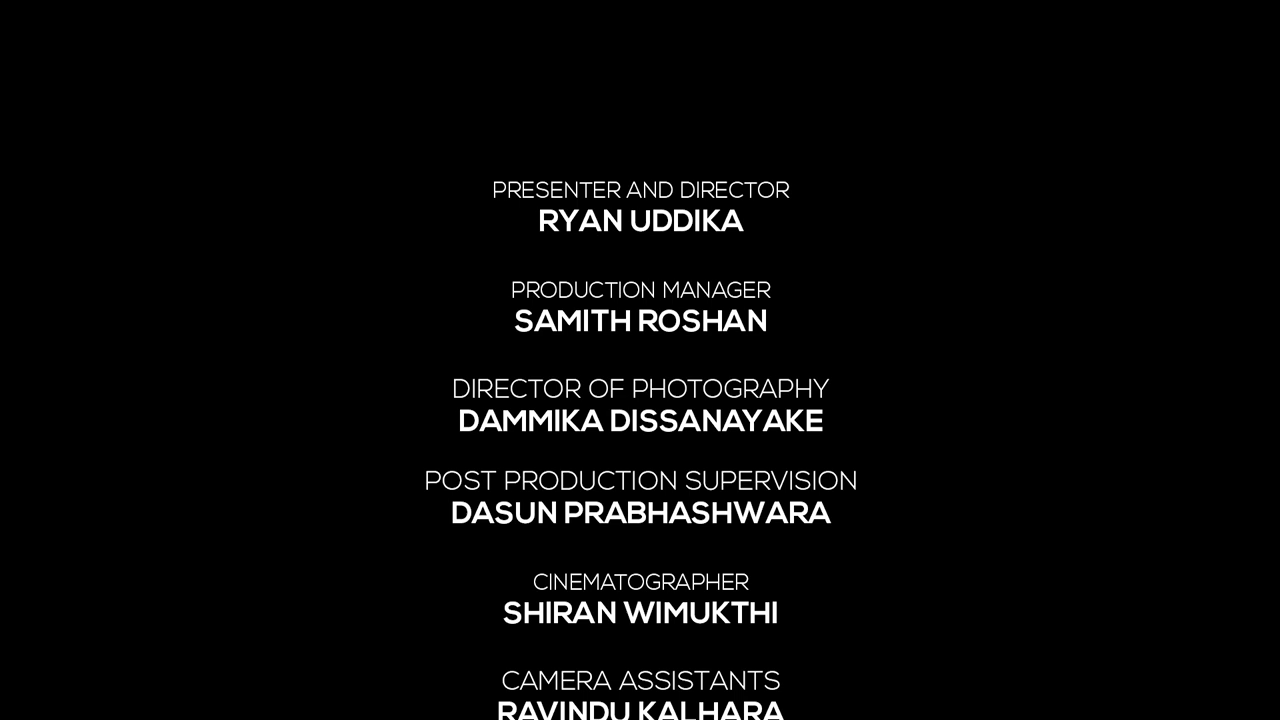 PRESENTER AND DIRECTOR
RYAN UDDIKA
PRODUCTION MANAGER
SAMITH ROSHAN
DIRECTOR OF PHOTOGRAPHY
DAMMIKA DISSANAYAKE
POST PRODUCTION SUPERVISION
DASUN PRABHASHWARA
CINEMATOGRAPHER
SHIRAN WIMUKTHI
CAMERA ASSISTANTS
RAVINDU KALHARA